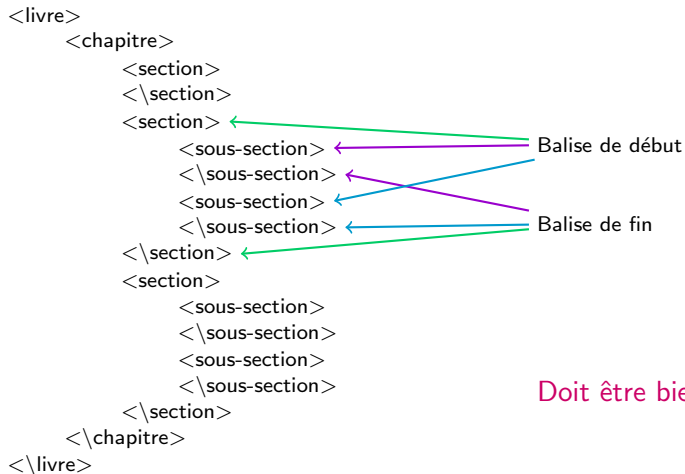 <livre>
<chapitre>
<section>
<\section>
<section>
<sous-section>
Balise de début
<\sous-section>
<sous-section>
<\sous-section>
Balise de fin
<\section>
<section>
<sous-section>
<\sous-section>
<sous-section>
<\sous-section>
Doit être bie
<\section>
<\chapitre>
<\livre>